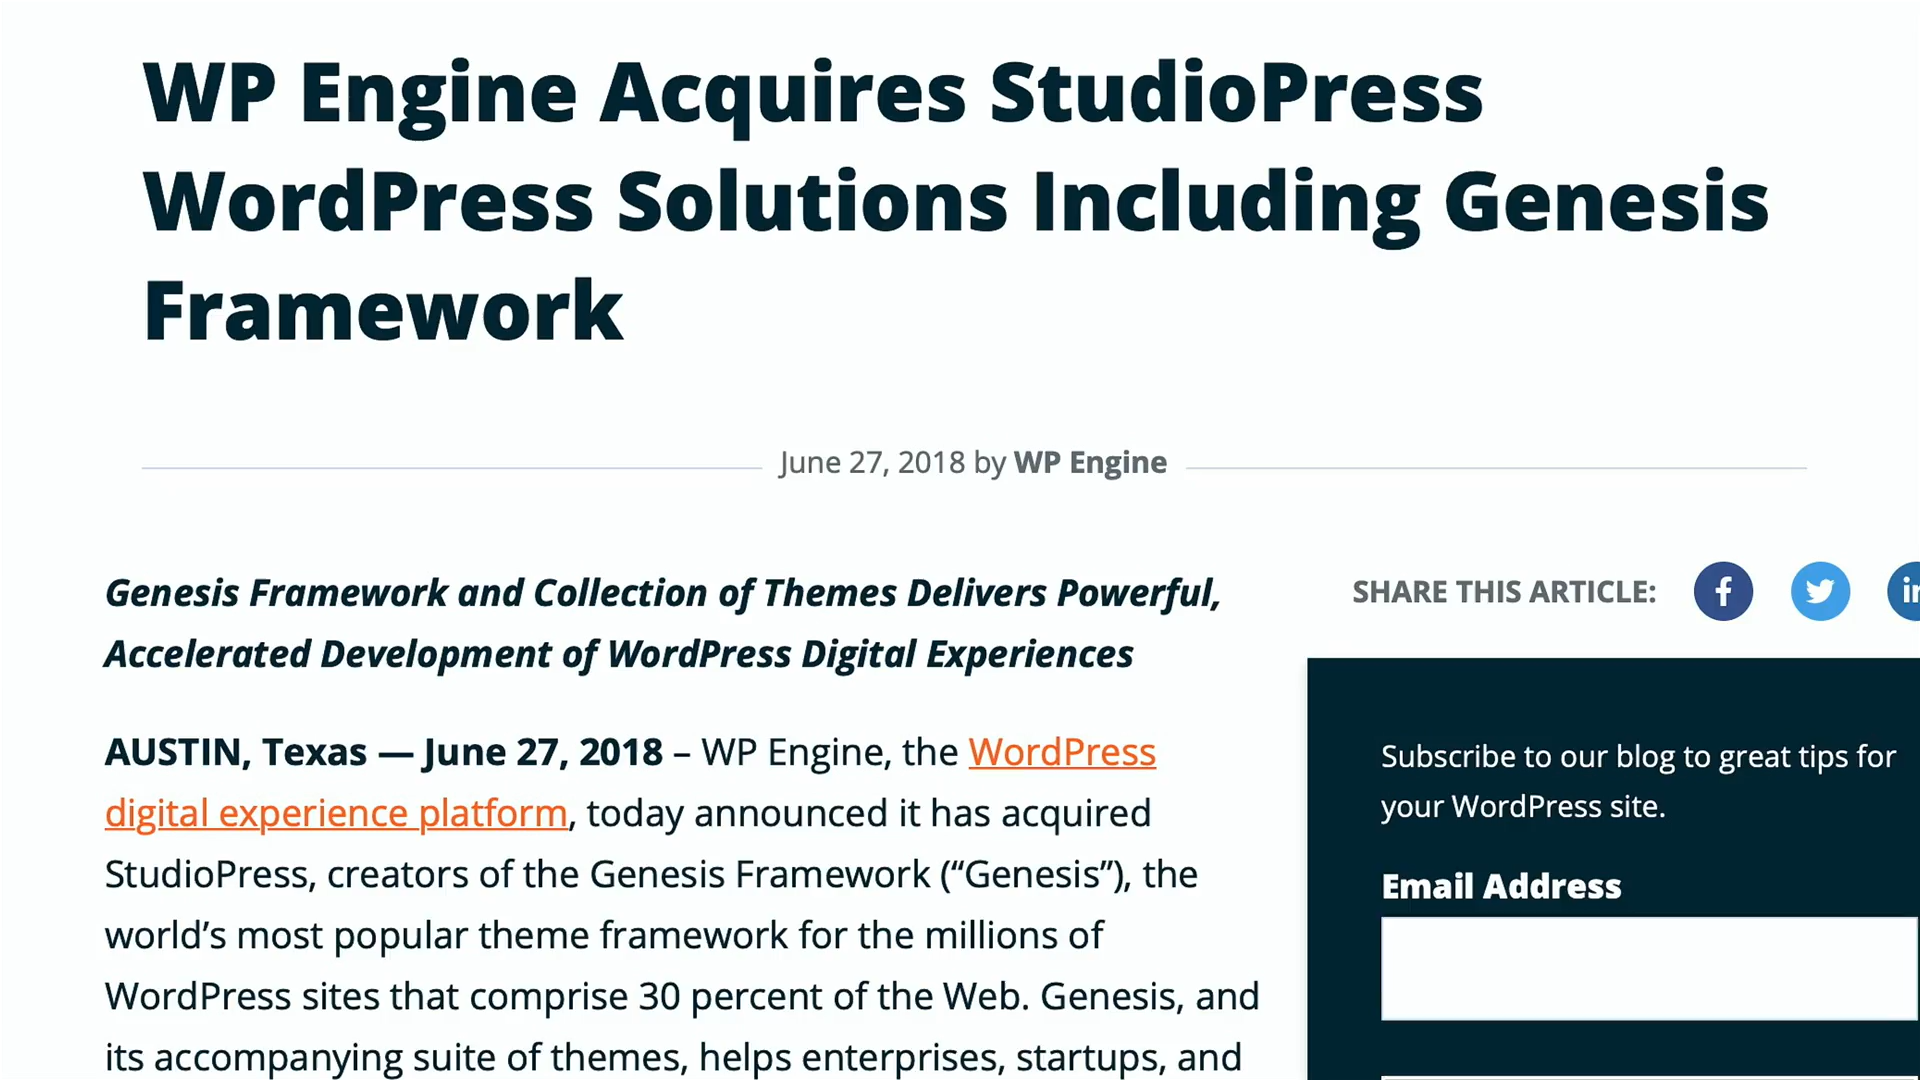 WP Engine Acquires StudioPress
WordPress Solutions Including Genesis
Framework
June 27, 2018 by WP Engine
Genesis Framework and Collection of Themes Delivers Powerful,
Accelerated Development of WordPress Digital Experiences
AUSTIN, Texas — June 27, 2018 – WP Engine, the WordPress
digital experience platform, today announced it has acquired
StudioPress, creators of the Genesis Framework (“Genesis”), the
world’s most popular theme framework for the millions of
WordPress sites that comprise 30 percent of the Web. Genesis, and
its accompanying suite of themes, helps enterprises, startups, and
SHARE THIS ARTICLE:
Subscribe to our blog to great tips for
your WordPress site.
Email Address